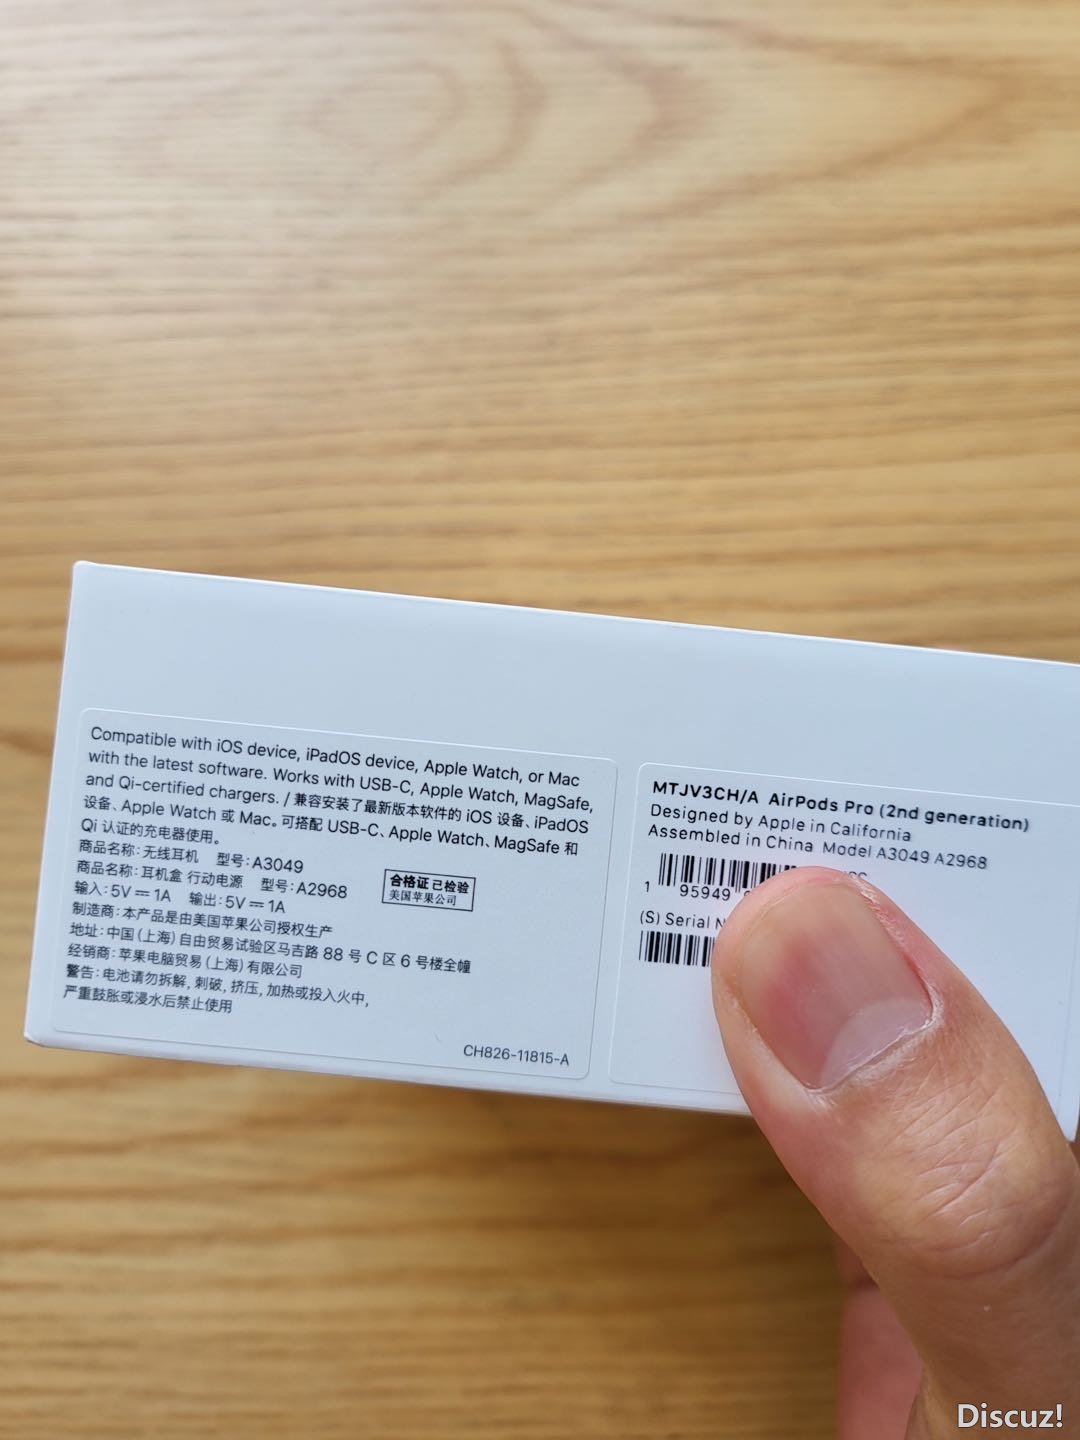 Compatible with iOS device, iPadOS device, Apple Watch, or Mac
with the latest software. Works with USB-C, Apple Watch, MagSafe,
and Qi-certified chargers. / 兼容安装了最新版本软件的 iOS 设备、iPadOS
设备、Apple Watch 或 Mac。可搭配 USB-C、Apple Watch、MagSafe 和
Qi 认证的充电器使用。
商品名称：无线耳机 型号：A3049
商品名称：耳机盒 行动电源 型号：A2968
输入：5V⎓1A 输出：5V⎓1A
制造商：本产品是由美国苹果公司授权生产
地址：中国（上海）自由贸易试验区马吉路 88 号 C 区 6 号楼全幢
经销商：苹果电脑贸易（上海）有限公司
警告：电池请勿拆解，刺破，挤压，加热或投入火中，
严重鼓胀或浸水后禁止使用
合格证 已检验
美国苹果公司
CH826-11815-A
MTJV3CH/A AirPods Pro (2nd generation)
Designed by Apple in California
Assembled in China Model A3049 A2968
1 95949
(S) Serial
Discuz!